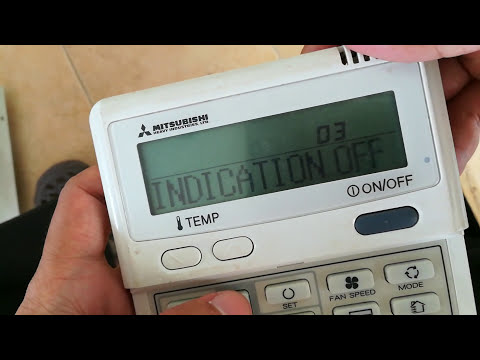 MITSUBISHI
HEAVY INDUSTRIES, LTD.
03
INDICATION OFF
TEMP
ON/OFF
SET
FAN SPEED
MODE